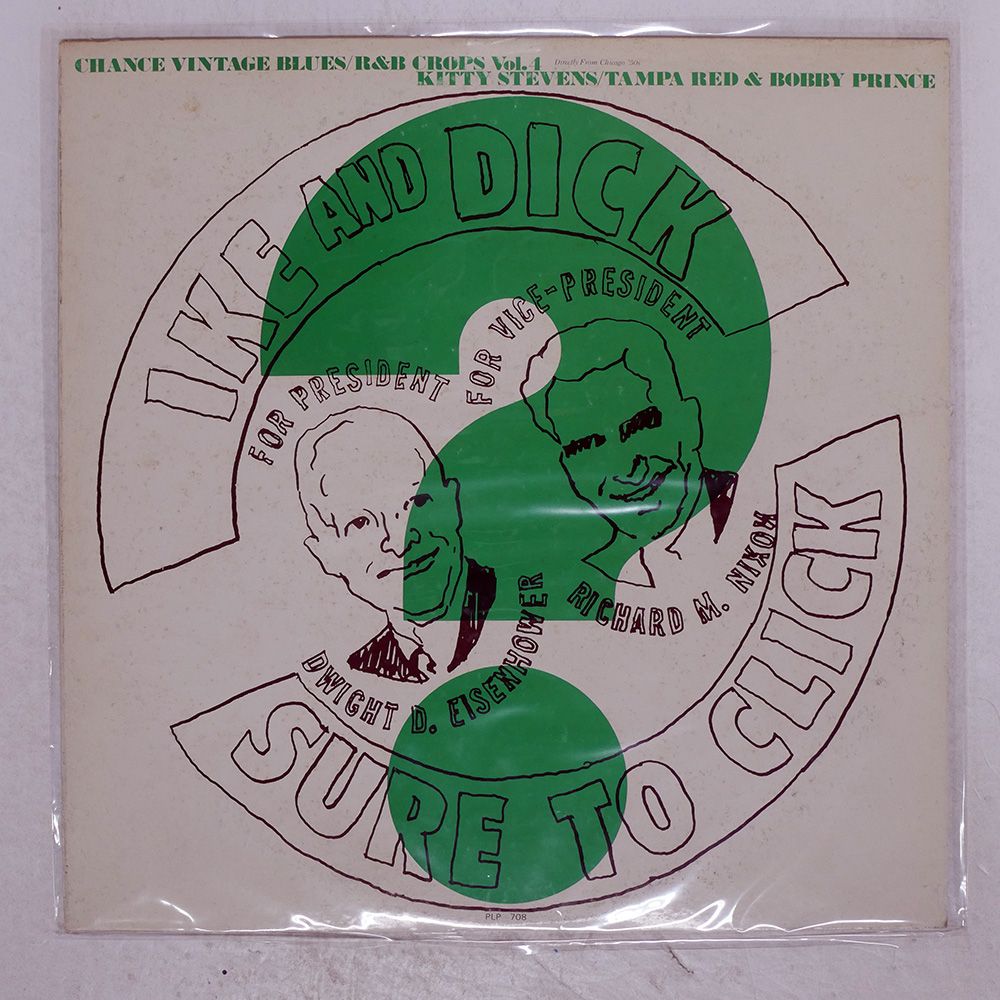 CHANCE VINTAGE BLUES/R&B CROPS Vol.4 Directly From Chicago '50s
KITTY STEVENS/TAMPA RED & BOBBY PRINCE
IKE AND DICK
FOR PRESIDENT
FOR VICE-PRESIDENT
DWIGHT D. EISENHOWER
RICHARD M. NIXON
SURE TO CLICK
PLP 708